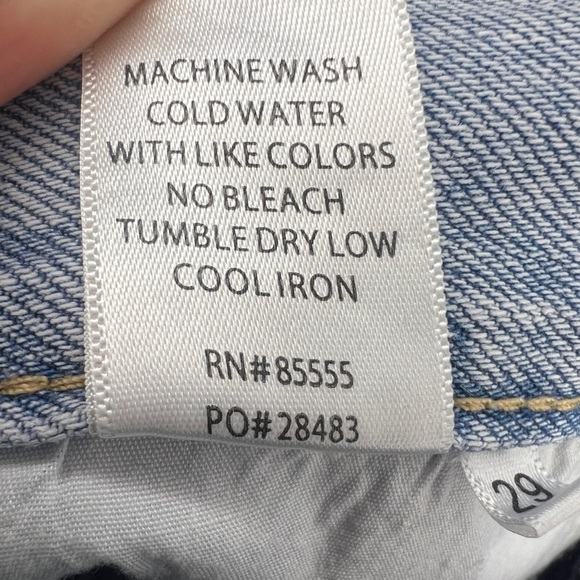 MACHINE WASH
COLD WATER
WITH LIKE COLORS
NO BLEACH
TUMBLE DRY LOW
COOL IRON
RN# 85555
PO# 28483
29